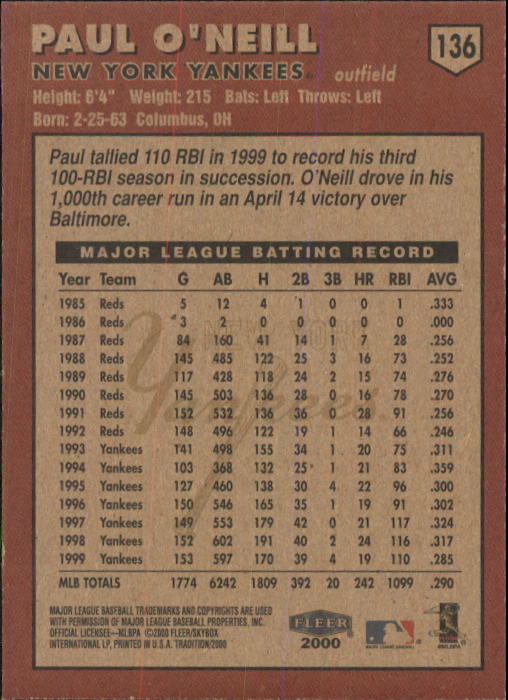 PAUL O'NEILL
136
NEW YORK YANKEES® outfield
Height: 6'4" Weight: 215 Bats: Left Throws: Left
Born: 2-25-63 Columbus, OH
Paul tallied 110 RBI in 1999 to record his third
100-RBI season in succession. O'Neill drove in his
1,000th career run in an April 14 victory over
Baltimore.
MAJOR LEAGUE BATTING RECORD
Year Team G AB H 2B 3B HR RBI AVG
1985 Reds 5 12 4 1 0 0 1 .333
1986 Reds 3 2 0 0 0 0 0 .000
1987 Reds 84 160 41 14 1 7 28 .256
1988 Reds 145 485 122 25 3 16 73 .252
1989 Reds 117 428 118 24 2 15 74 .276
1990 Reds 145 503 136 28 0 16 78 .270
1991 Reds 152 532 136 36 0 28 91 .256
1992 Reds 148 496 122 19 1 14 66 .246
1993 Yankees 141 498 155 34 1 20 75 .311
1994 Yankees 103 368 132 25 1 21 83 .359
1995 Yankees 127 460 138 30 4 22 96 .300
1996 Yankees 150 546 165 35 1 19 91 .302
1997 Yankees 149 553 179 42 0 21 117 .324
1998 Yankees 152 602 191 40 2 24 116 .317
1999 Yankees 153 597 170 39 4 19 110 .285
MLB TOTALS 1774 6242 1809 392 20 242 1099 .290
NEW YORK
Yankees
MAJOR LEAGUE BASEBALL TRADEMARKS AND COPYRIGHTS ARE USED
WITH PERMISSION OF MAJOR LEAGUE BASEBALL PROPERTIES, INC.
OFFICIAL LICENSEE—NLBPA ©2000 FLEER/SKYBOX
INTERNATIONAL LP, PRINTED IN U.S.A. TRADITION/2000
FLEER
2000
MAJOR LEAGUE BASEBALL